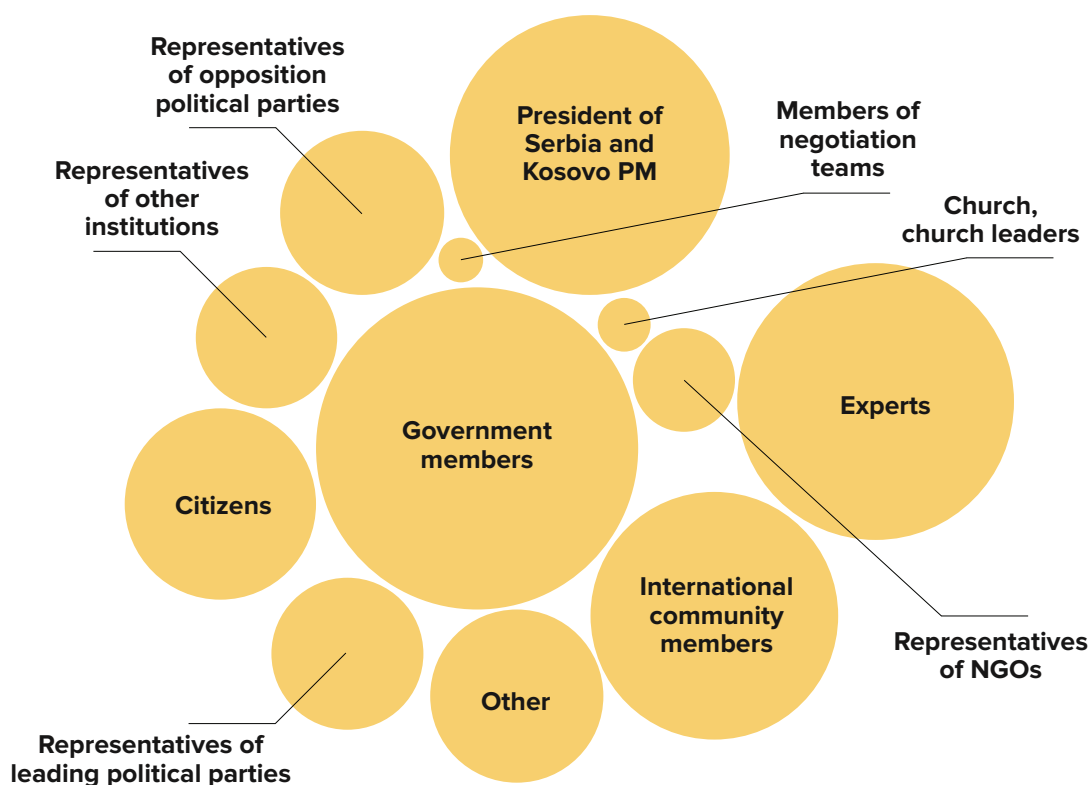 Representatives
of opposition
political parties
President of
Serbia and
Kosovo PM
Members of
negotiation
teams
Representatives
of other
institutions
Church,
church leaders
Experts
Government
members
Citizens
International
community
members
Representatives
of NGOs
Other
Representatives of
leading political parties